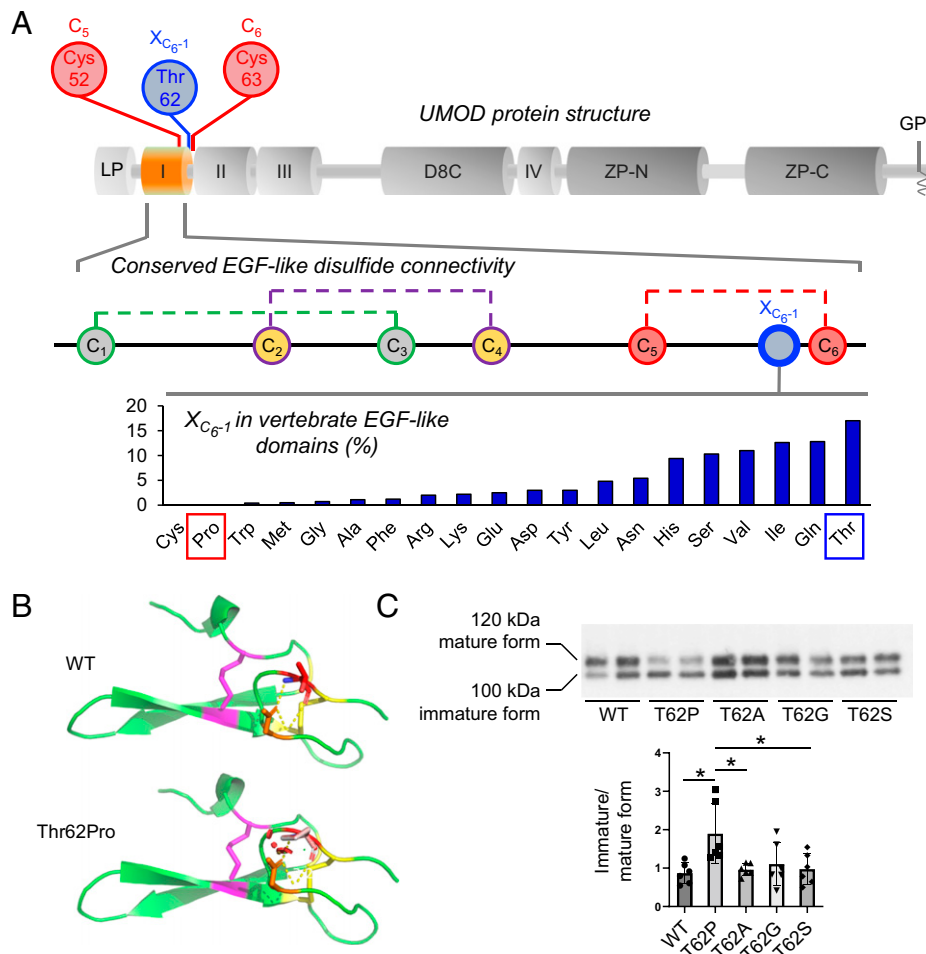 A
C5
Cys
52
XC6-1
Thr
62
C6
Cys
63
UMOD protein structure
GP
LP
I
II
III
D8C
IV
ZP-N
ZP-C
Conserved EGF-like disulfide connectivity
XC6-1
C1
C2
C3
C4
C5
C6
20
15
10
5
0
XC6-1 in vertebrate EGF-like
domains (%)
Cys
Pro
Trp
Met
Gly
Ala
Phe
Arg
Lys
Glu
Asp
Tyr
Leu
Asn
His
Ser
Val
Ile
Gln
Thr
B
WT
Thr62Pro
C
120 kDa
mature form
100 kDa
immature form
WT
T62P
T62A
T62G
T62S
Immature/
mature form
4
3
2
1
0
*
*
*
WT
T62P
T62A
T62G
T62S